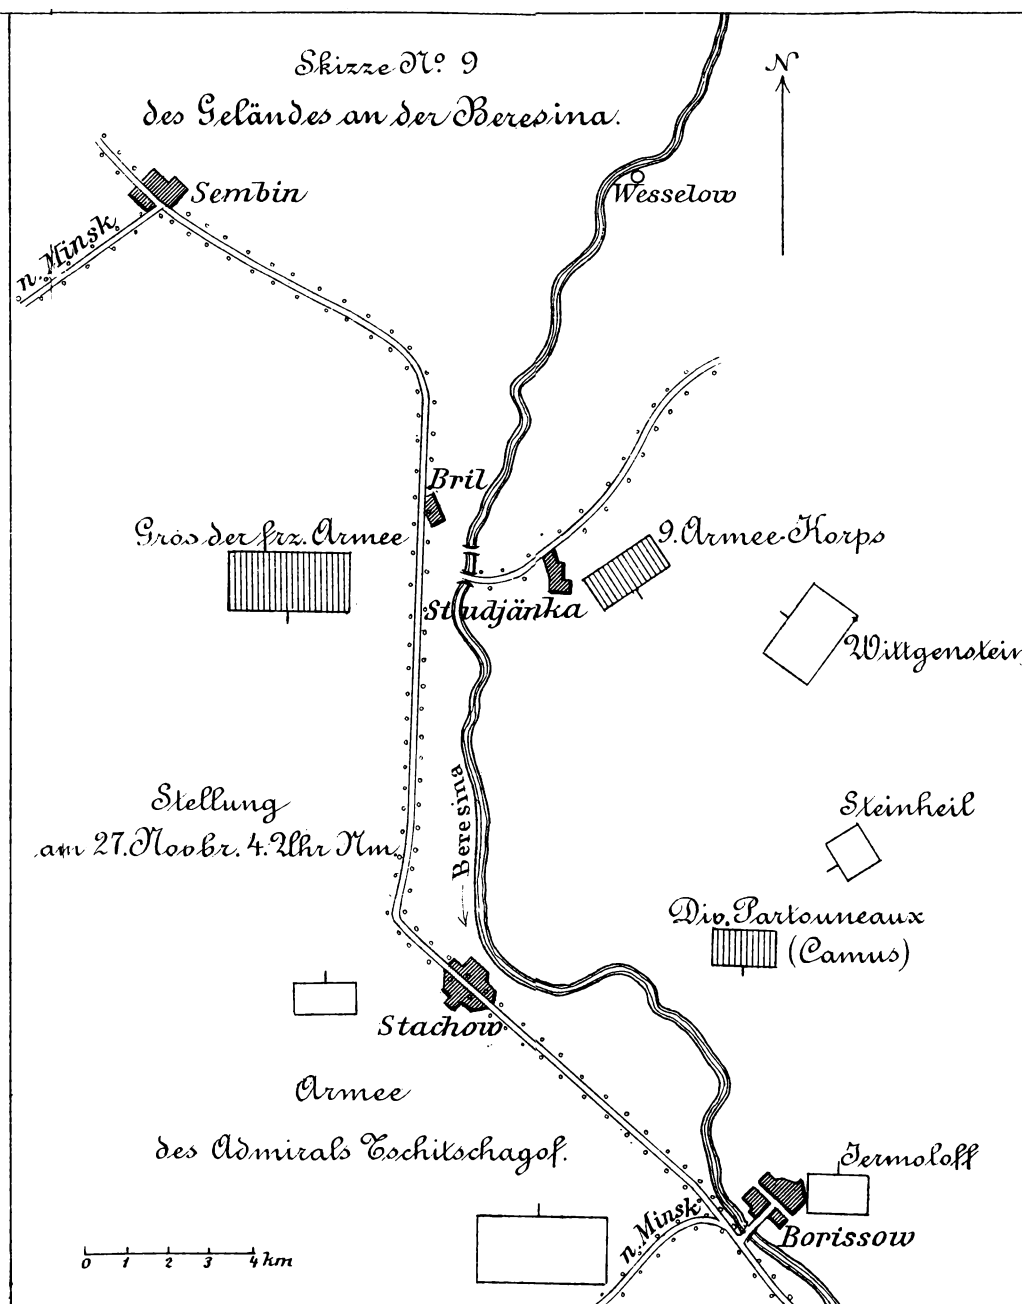 Skizze No. 9
des Geländes an der Beresina.
N
Sembin
Wesselow
n. Minsk
Bril
Gros der frz. Armee
9. Armee-Korps
Studjänka
Wittgenstein
Beresina
Stellung
am 27. Novbr. 4. Uhr Nm.
Steinheil
Div. Partouneaux
(Camus)
Stachow
Armee
des Admirals Tschitschagof.
Jermoloff
n. Minsk
Borissow
0 1 2 3 4 km